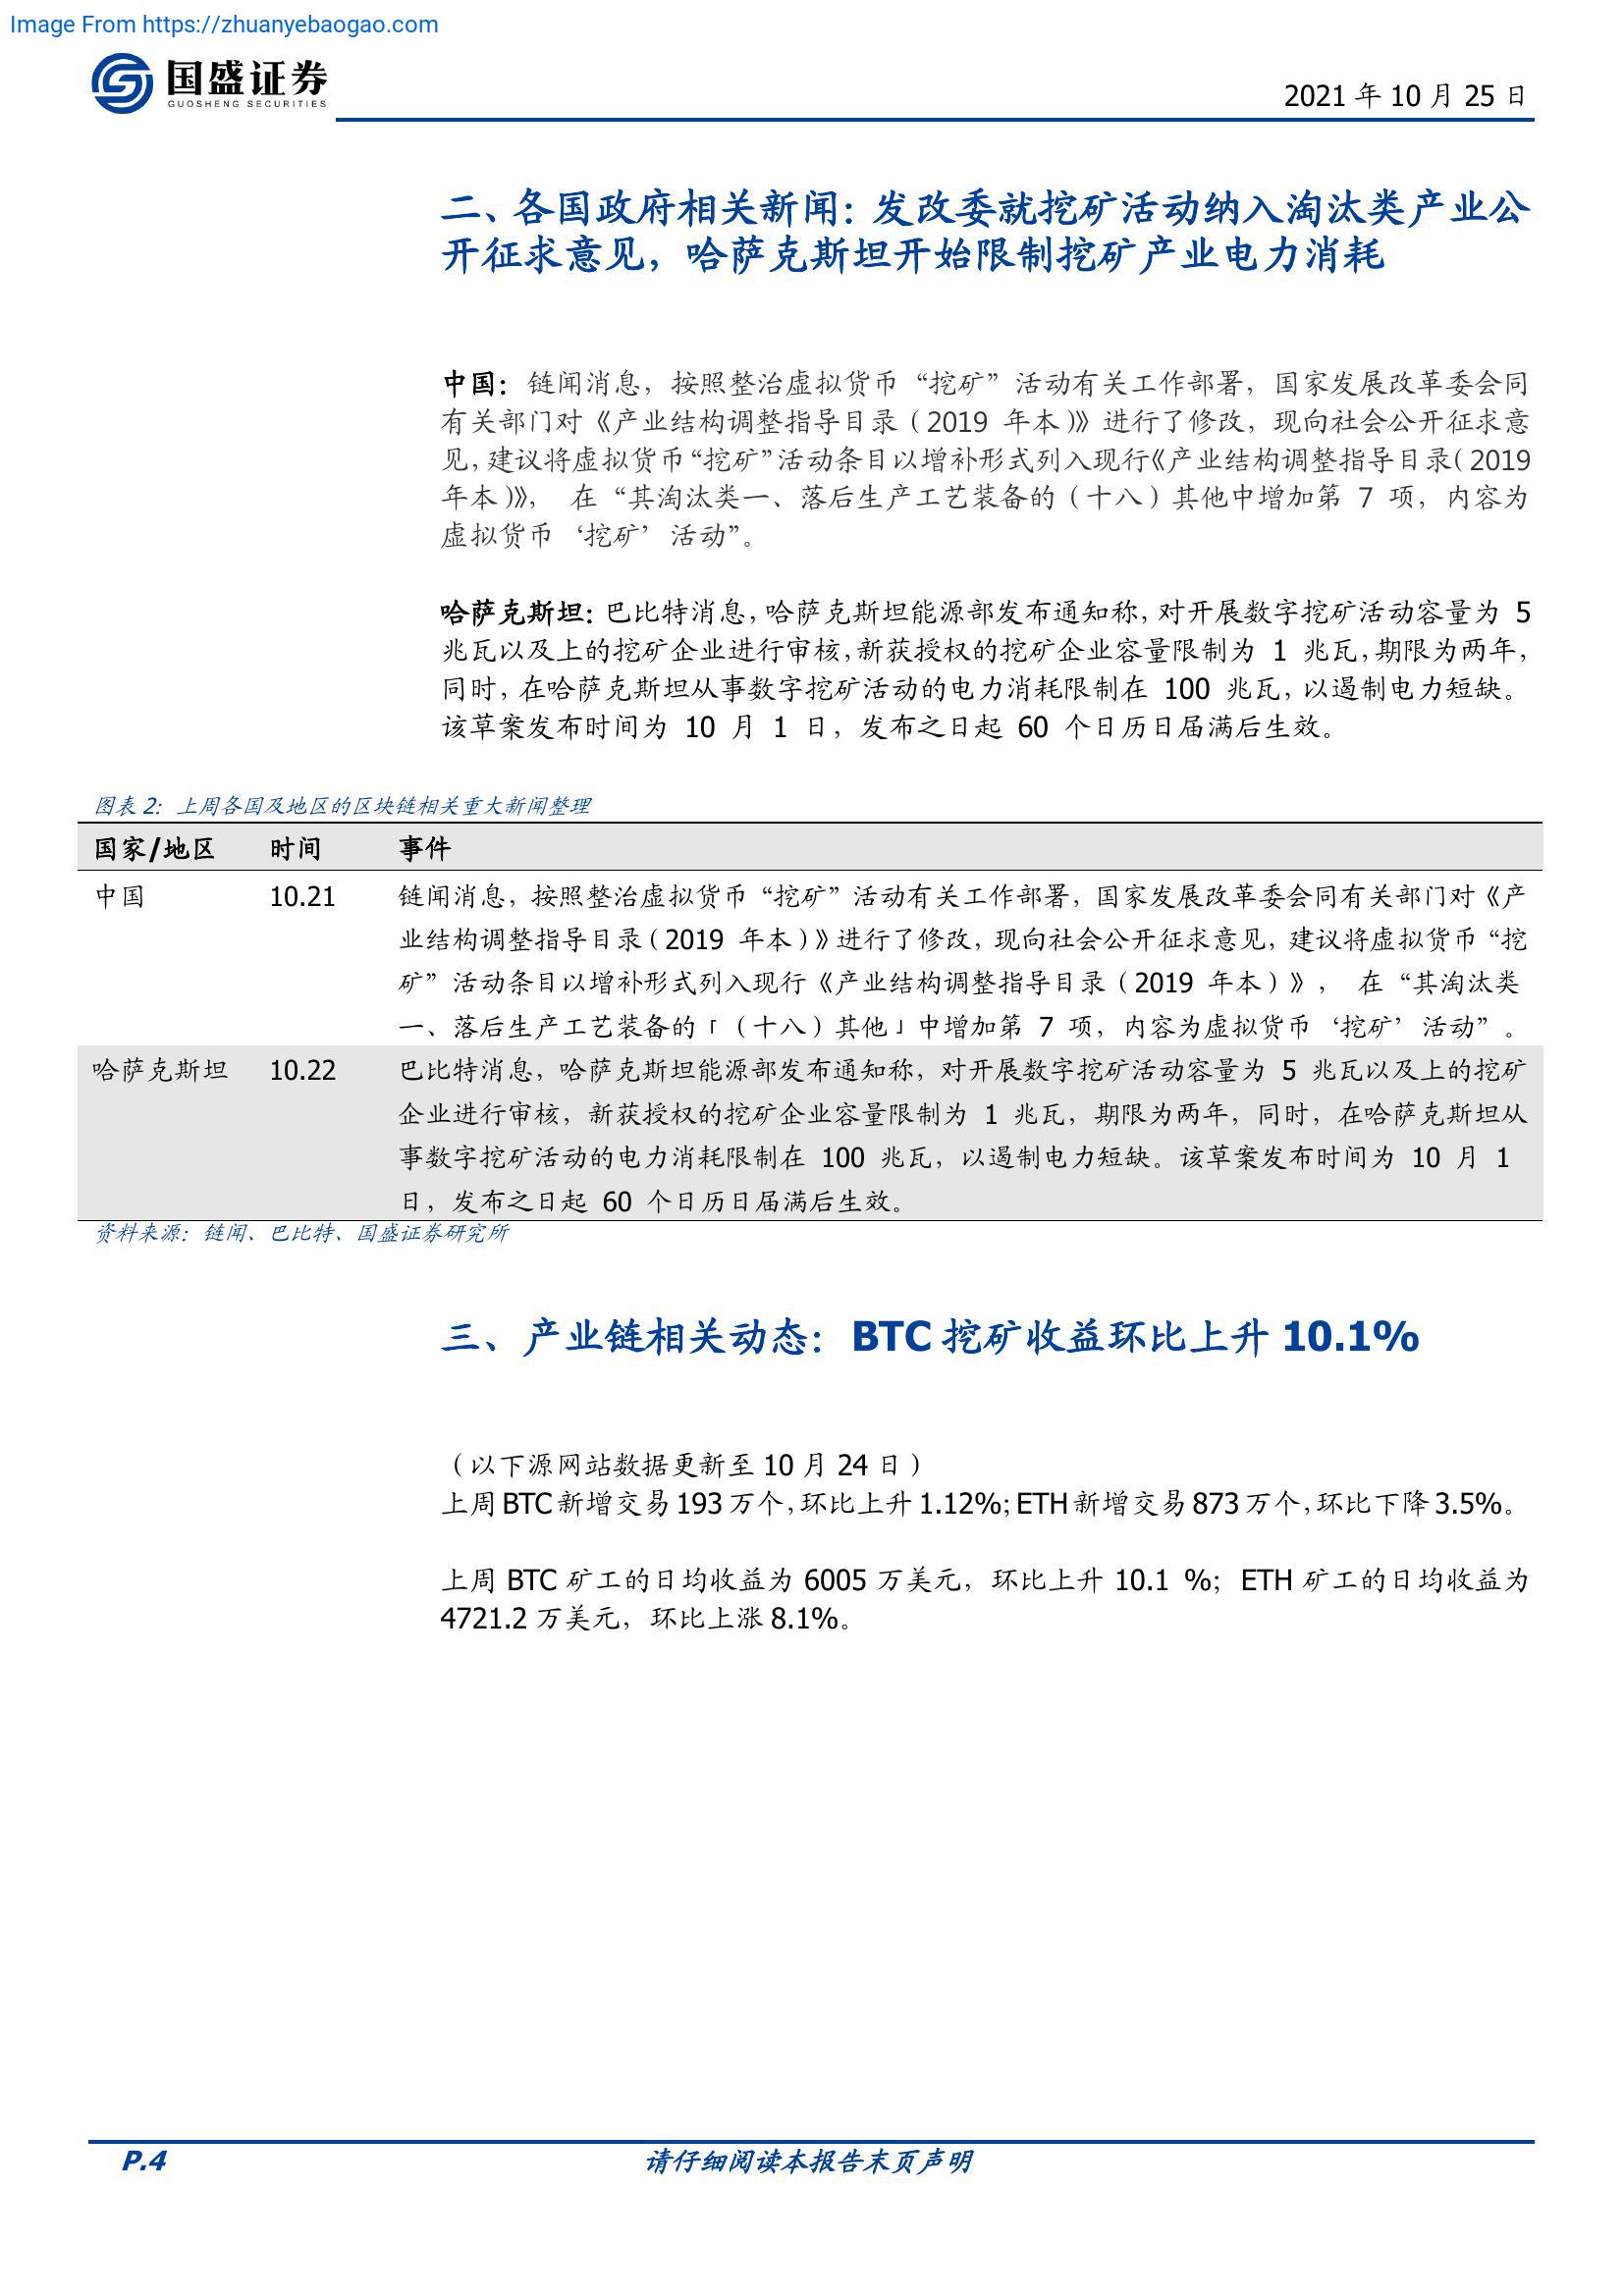 Image From https://zhuanyebaogao.com
国盛证券
GUOSHENG SECURITIES
2021 年 10 月 25 日
二、各国政府相关新闻：发改委就挖矿活动纳入淘汰类产业公
开征求意见，哈萨克斯坦开始限制挖矿产业电力消耗
中国：链闻消息，按照整治虚拟货币“挖矿”活动有关工作部署，国家发展改革委会同
有关部门对《产业结构调整指导目录（2019 年本）》进行了修改，现向社会公开征求意
见，建议将虚拟货币“挖矿”活动条目以增补形式列入现行《产业结构调整指导目录（2019
年本）》， 在“其淘汰类一、落后生产工艺装备的（十八）其他中增加第 7 项，内容为
虚拟货币‘挖矿’活动”。
哈萨克斯坦：巴比特消息，哈萨克斯坦能源部发布通知称，对开展数字挖矿活动容量为 5
兆瓦以及上的挖矿企业进行审核，新获授权的挖矿企业容量限制为 1 兆瓦，期限为两年，
同时，在哈萨克斯坦从事数字挖矿活动的电力消耗限制在 100 兆瓦，以遏制电力短缺。
该草案发布时间为 10 月 1 日，发布之日起 60 个日历日届满后生效。
图表 2：上周各国及地区的区块链相关重大新闻整理
国家/地区 时间 事件
中国 10.21 链闻消息，按照整治虚拟货币“挖矿”活动有关工作部署，国家发展改革委会同有关部门对《产
业结构调整指导目录（2019 年本）》进行了修改，现向社会公开征求意见，建议将虚拟货币“挖
矿”活动条目以增补形式列入现行《产业结构调整指导目录（2019 年本）》， 在“其淘汰类
一、落后生产工艺装备的「（十八）其他」中增加第 7 项，内容为虚拟货币‘挖矿’活动”。
哈萨克斯坦 10.22 巴比特消息，哈萨克斯坦能源部发布通知称，对开展数字挖矿活动容量为 5 兆瓦以及上的挖矿
企业进行审核，新获授权的挖矿企业容量限制为 1 兆瓦，期限为两年，同时，在哈萨克斯坦从
事数字挖矿活动的电力消耗限制在 100 兆瓦，以遏制电力短缺。该草案发布时间为 10 月 1
日，发布之日起 60 个日历日届满后生效。
资料来源：链闻、巴比特、国盛证券研究所
三、产业链相关动态：BTC 挖矿收益环比上升 10.1%
（以下源网站数据更新至 10 月 24 日）
上周 BTC 新增交易 193 万个，环比上升 1.12%；ETH 新增交易 873 万个，环比下降 3.5%。
上周 BTC 矿工的日均收益为 6005 万美元，环比上升 10.1 %；ETH 矿工的日均收益为
4721.2 万美元，环比上涨 8.1%。
P.4 请仔细阅读本报告末页声明